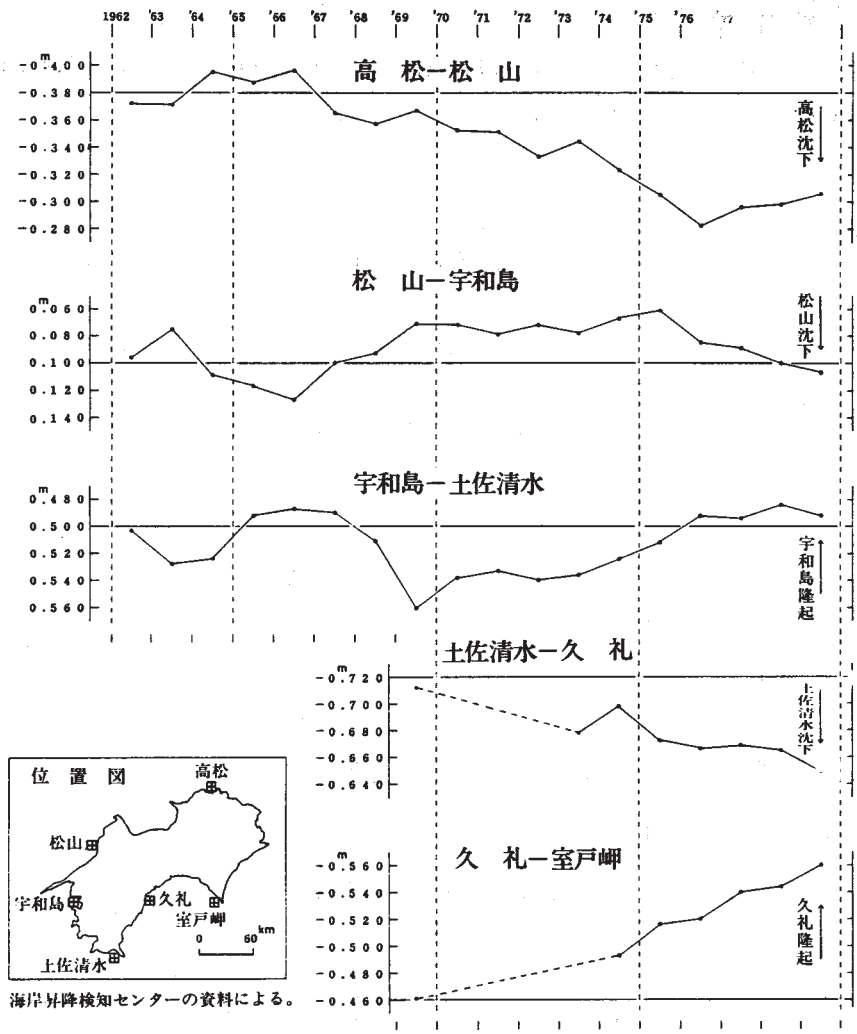 1962 '63 '64 '65 '66 '67 '68 '69 '70 '71 '72 '73 '74 '75 '76 '77
高松－松山
m
-0.400
-0.380
-0.360
-0.340
-0.320
-0.300
-0.280
高松沈下
松山－宇和島
m
0.060
0.080
0.100
0.120
0.140
松山沈下
宇和島－土佐清水
m
0.480
0.500
0.520
0.540
0.560
宇和島隆起
土佐清水－久礼
m
-0.720
-0.700
-0.680
-0.660
-0.640
土佐清水沈下
久礼－室戸岬
m
-0.560
-0.540
-0.520
-0.500
-0.480
-0.460
久礼隆起
位置図
高松
松山
宇和島
久礼
室戸岬
土佐清水
0 60 km
海岸昇降検知センターの資料による。